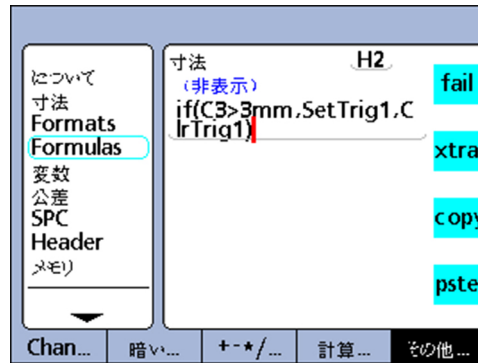 について
寸法
Formats
Formulas
変数
公差
SPC
Header
メモリ
寸法
H2
(非表示)
if(C3>3mm,SetTrig1,C
lrTrig1)
fail
xtra
copy
pste
Chan...
暗い...
+-*/...
計算...
その他...